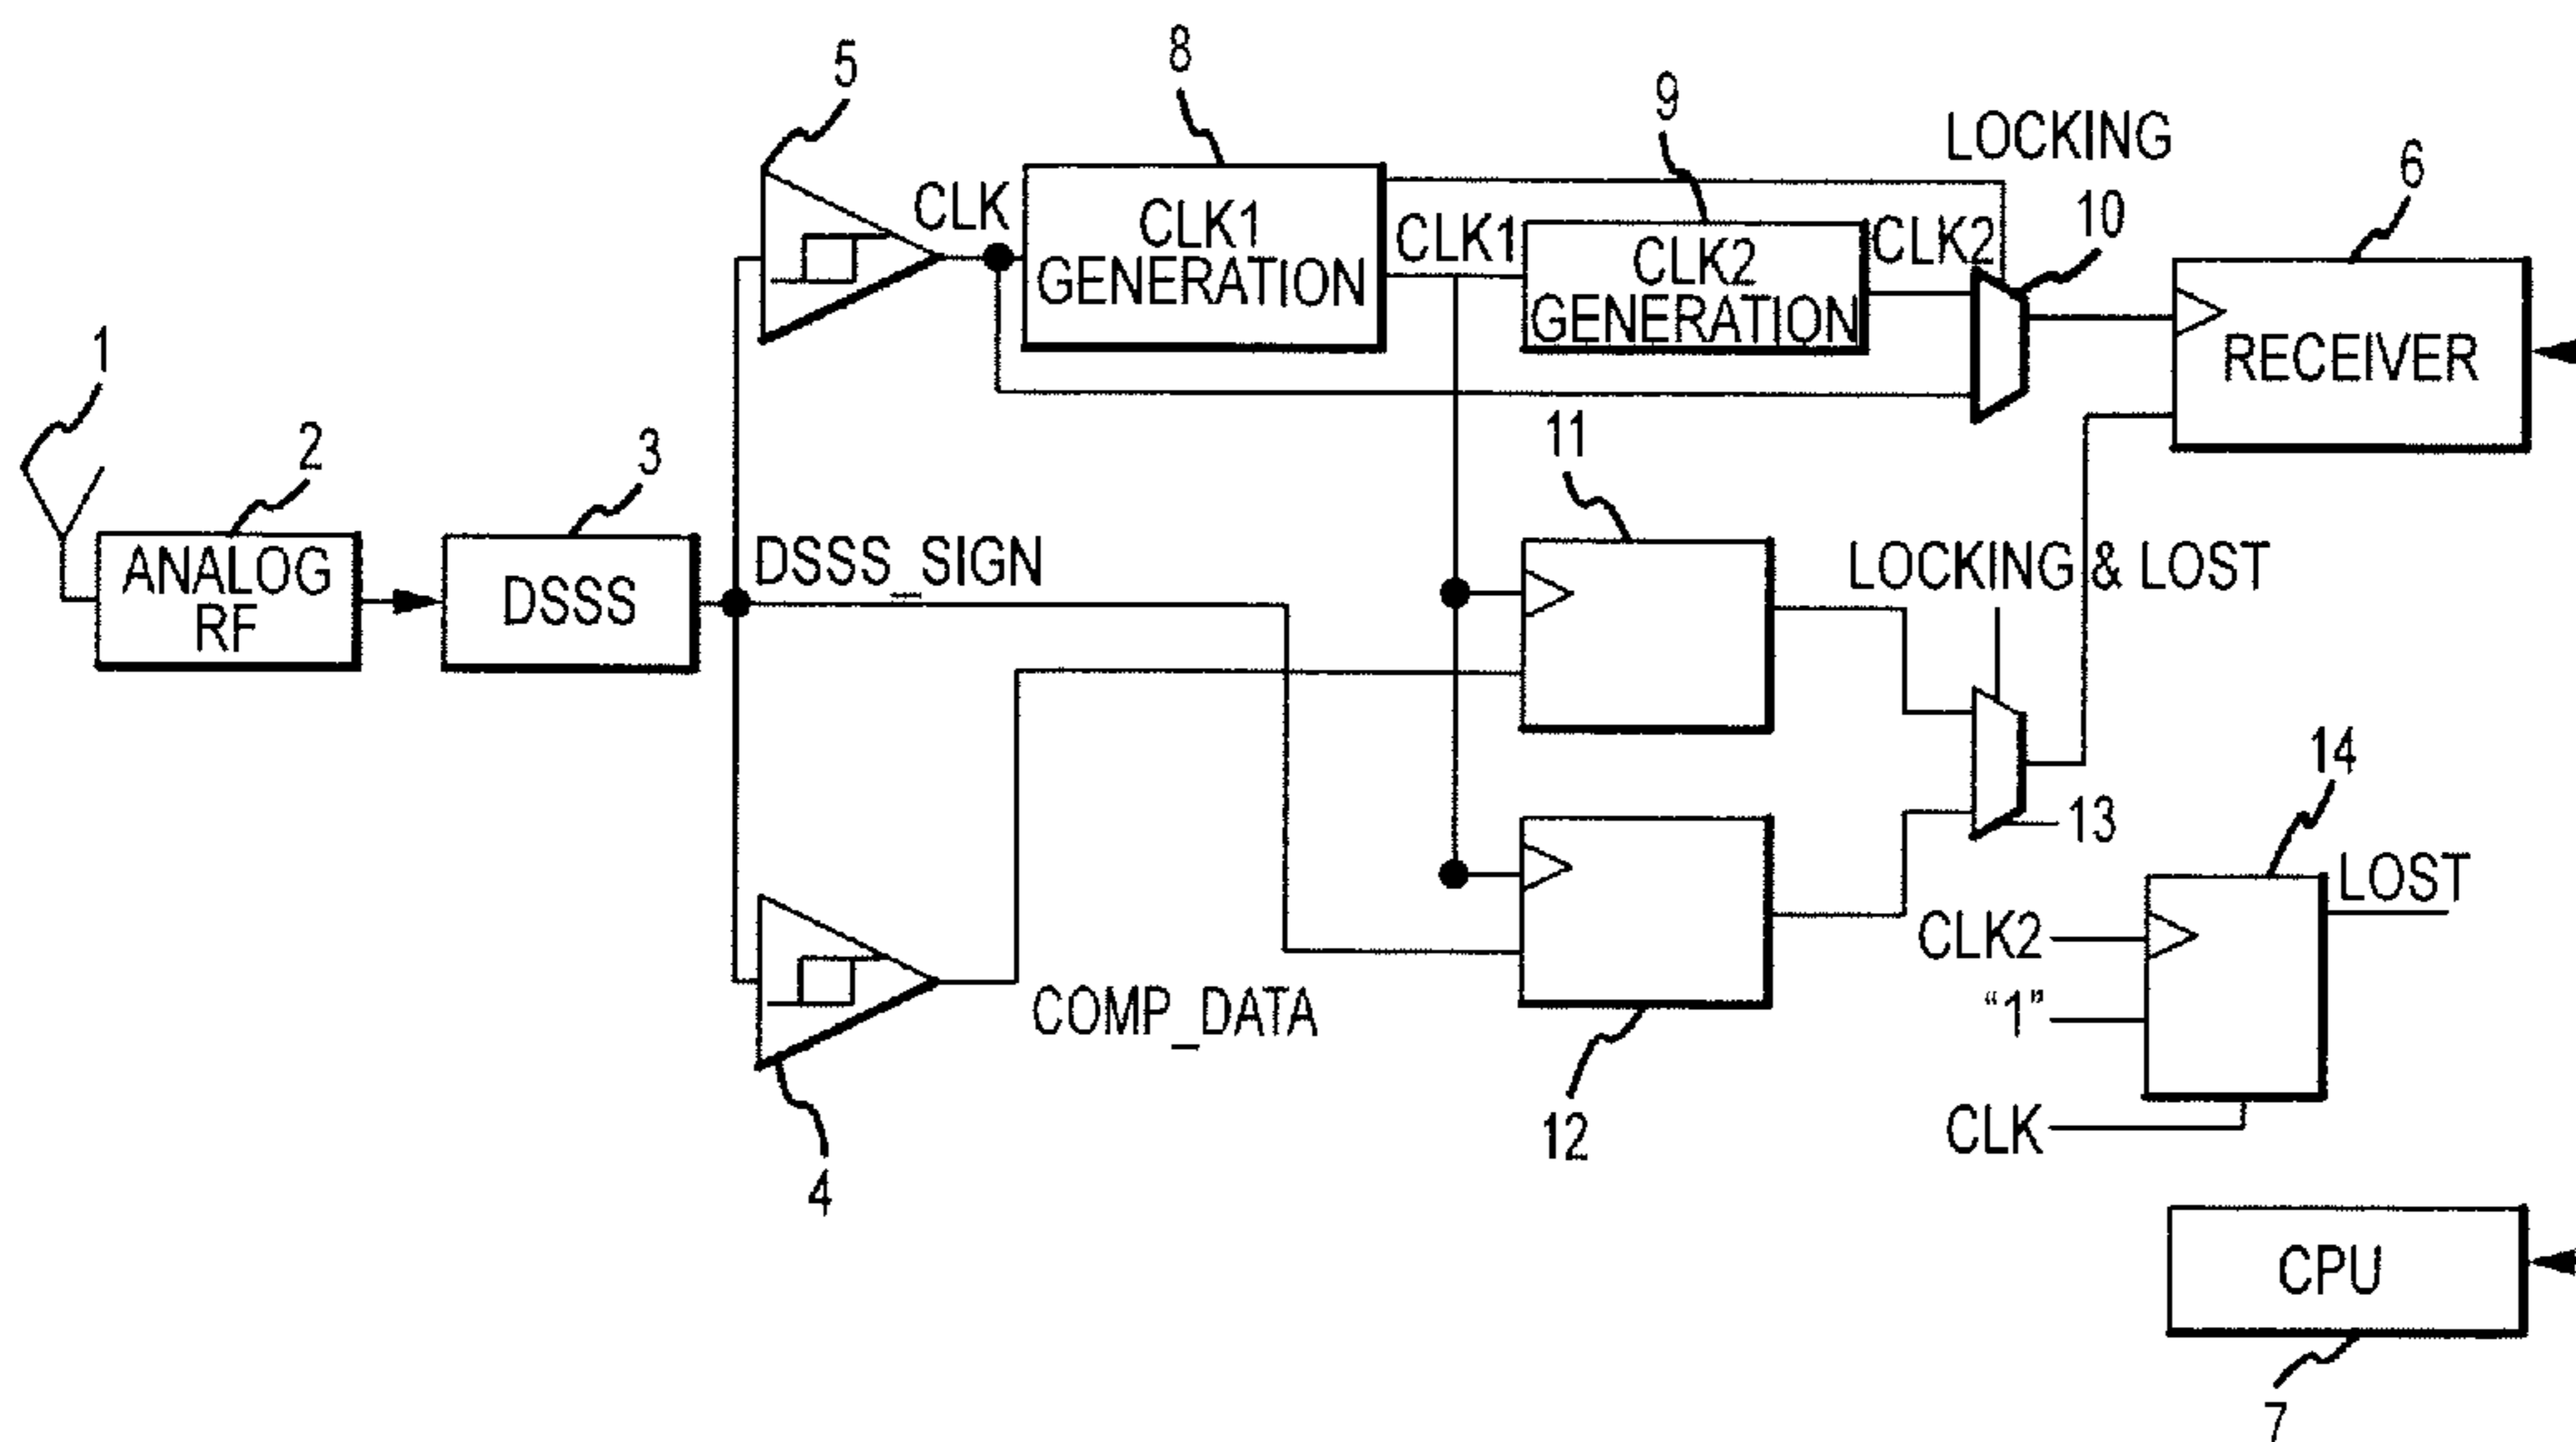 5
8
9
LOCKING
6
10
CLK
CLK1
GENERATION
CLK1
CLK2
GENERATION
CLK2
RECEIVER
1
2
3
11
ANALOG
RF
DSSS
DSSS_SIGN
LOCKING & LOST
14
13
LOST
CLK2
"1"
COMP_DATA
CLK
4
12
CPU
7